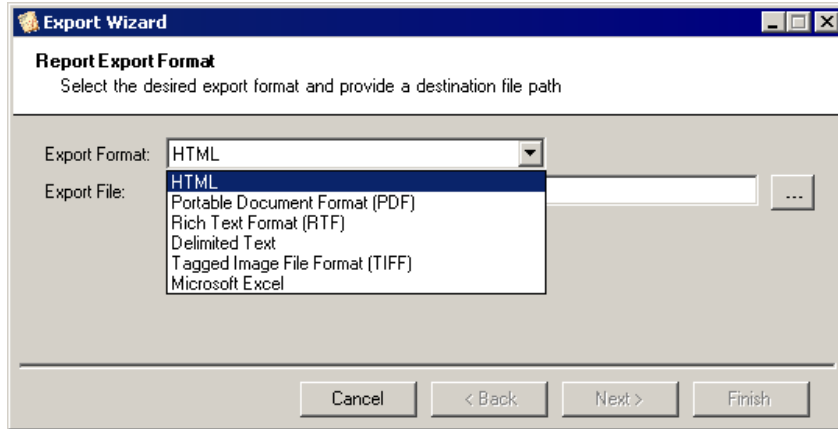 Export Wizard
Report Export Format
Select the desired export format and provide a destination file path
Export Format: HTML
HTML
Export File: ...
Portable Document Format (PDF)
Rich Text Format (RTF)
Delimited Text
Tagged Image File Format (TIFF)
Microsoft Excel
Cancel < Back Next > Finish